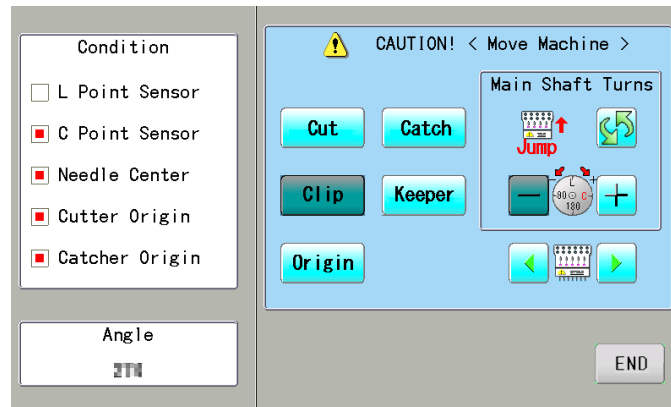 Condition
L Point Sensor
C Point Sensor
Needle Center
Cutter Origin
Catcher Origin
Angle
CAUTION! < Move Machine >
Main Shaft Turns
Cut
Catch
Jump
Clip
Keeper
L
90 C
180
Origin
END